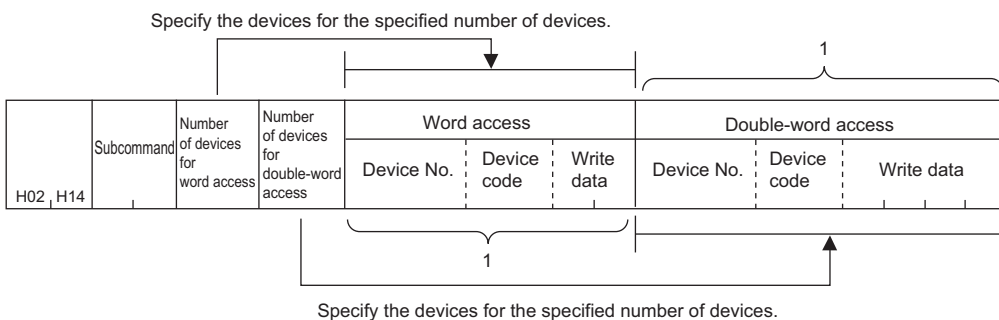 Specify the devices for the specified number of devices.
1
Subcommand
Number
of devices
for
word access
Number
of devices
for
double-word
access
Word access
Double-word access
Device No.
Device
code
Write
data
Device No.
Device
code
Write data
H02 H14
1
Specify the devices for the specified number of devices.